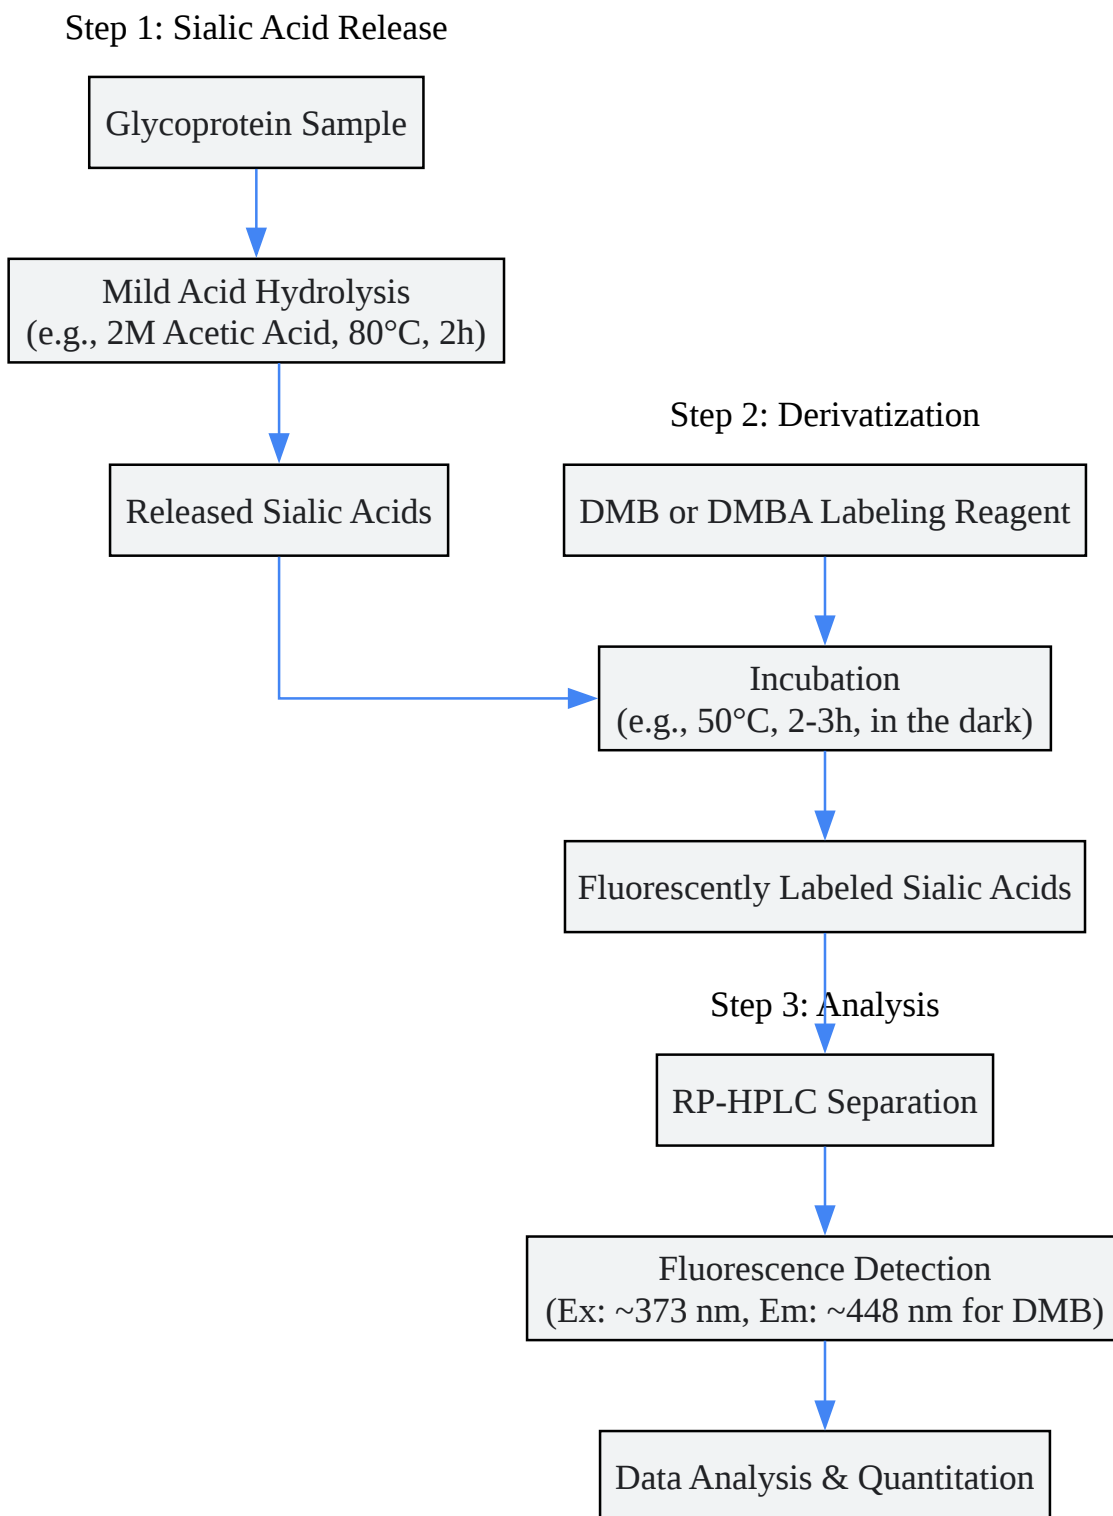 Step 1: Sialic Acid Release
Glycoprotein Sample
Mild Acid Hydrolysis
(e.g., 2M Acetic Acid, 80°C, 2h)
Released Sialic Acids
Step 2: Derivatization
DMB or DMBA Labeling Reagent
Incubation
(e.g., 50°C, 2-3h, in the dark)
Fluorescently Labeled Sialic Acids
Step 3: Analysis
RP-HPLC Separation
Fluorescence Detection
(Ex: ~373 nm, Em: ~448 nm for DMB)
Data Analysis & Quantitation